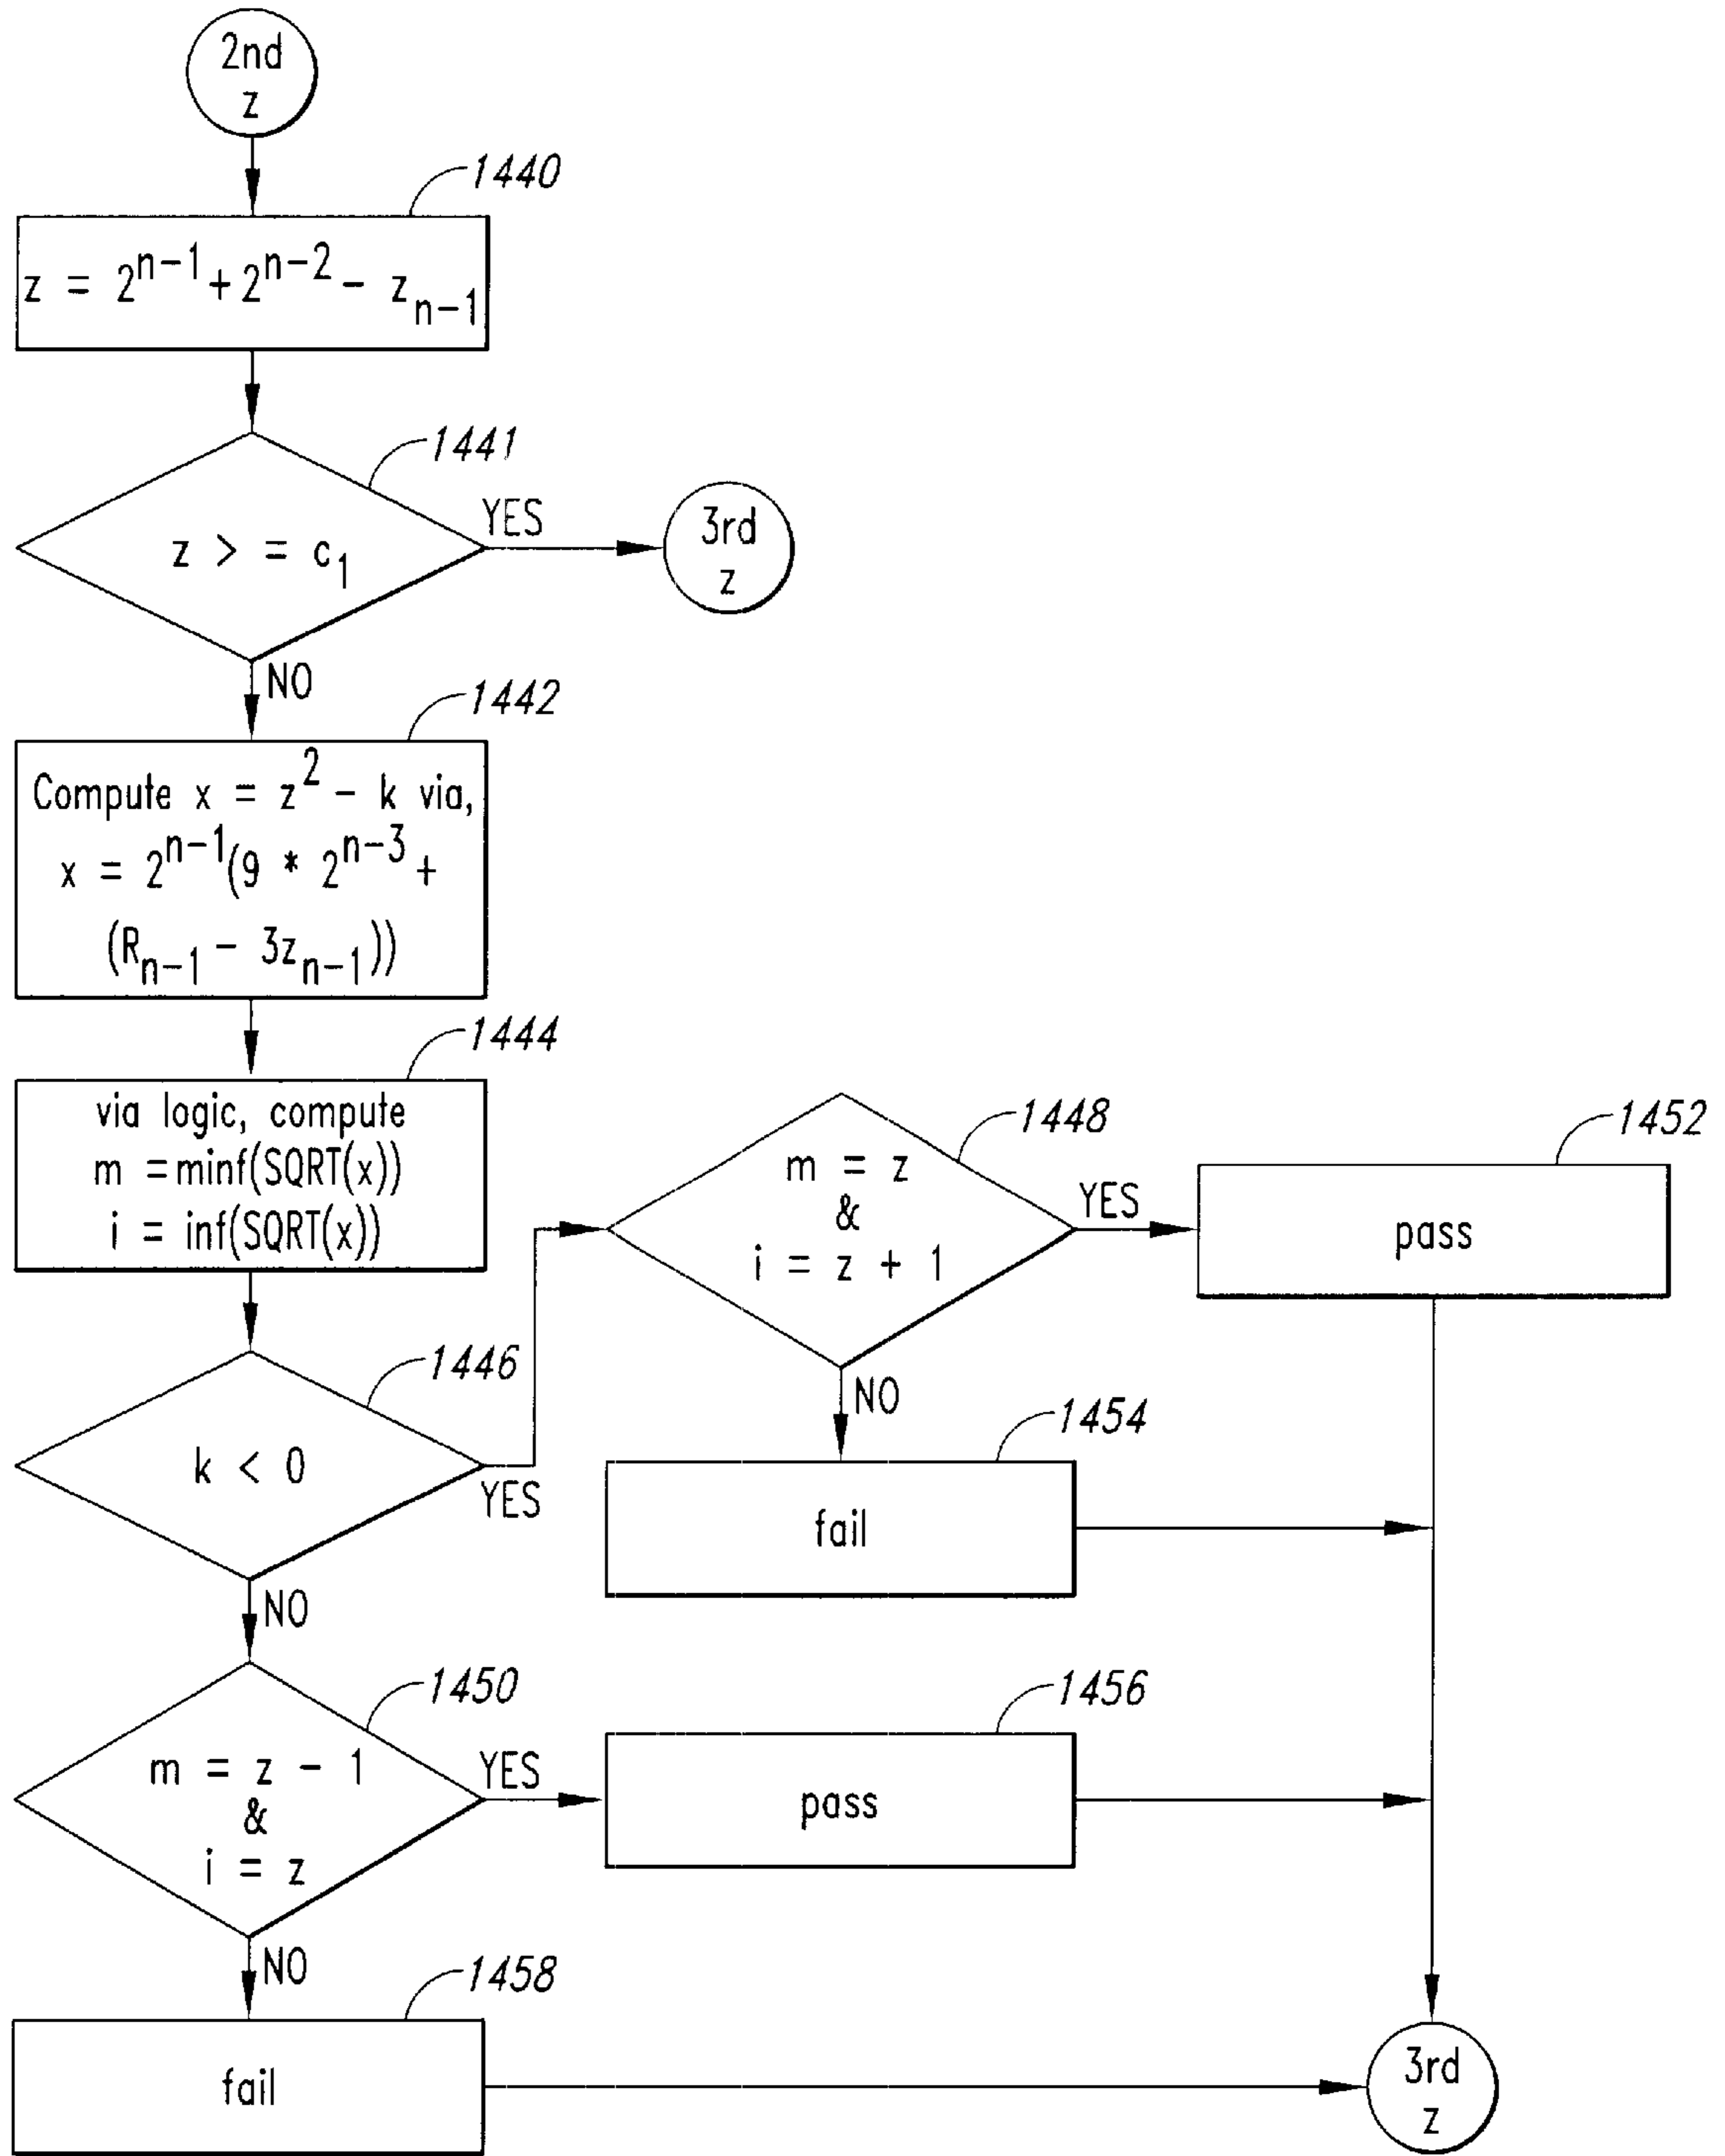 2nd
z
1440
z = 2^{n-1} + 2^{n-2} - z_{n-1}
1441
z > = c_1
YES
3rd
z
NO
1442
Compute x = z^2 - k via,
x = 2^{n-1}(9 * 2^{n-3} +
(R_{n-1} - 3z_{n-1}))
1444
via logic, compute
m =minf(SQRT(x))
i = inf(SQRT(x))
1446
k < 0
YES
NO
1448
m = z
&
i = z + 1
YES
NO
1452
pass
1454
fail
1450
m = z - 1
&
i = z
YES
NO
1456
pass
1458
fail
3rd
z